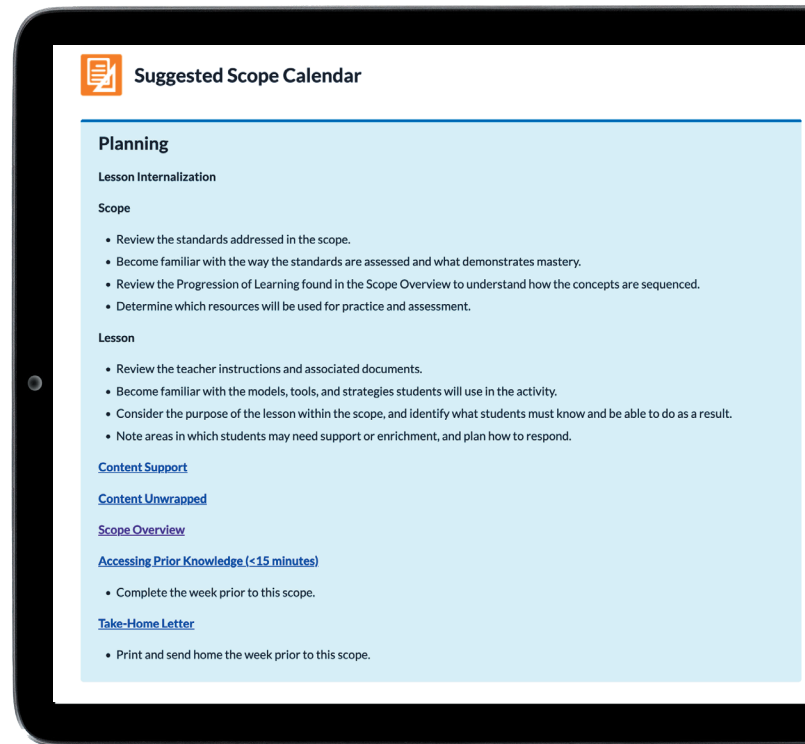 Suggested Scope Calendar
Planning
Lesson Internalization
Scope
• Review the standards addressed in the scope.
• Become familiar with the way the standards are assessed and what demonstrates mastery.
• Review the Progression of Learning found in the Scope Overview to understand how the concepts are sequenced.
• Determine which resources will be used for practice and assessment.
Lesson
• Review the teacher instructions and associated documents.
• Become familiar with the models, tools, and strategies students will use in the activity.
• Consider the purpose of the lesson within the scope, and identify what students must know and be able to do as a result.
• Note areas in which students may need support or enrichment, and plan how to respond.
Content Support
Content Unwrapped
Scope Overview
Accessing Prior Knowledge (<15 minutes)
• Complete the week prior to this scope.
Take-Home Letter
• Print and send home the week prior to this scope.